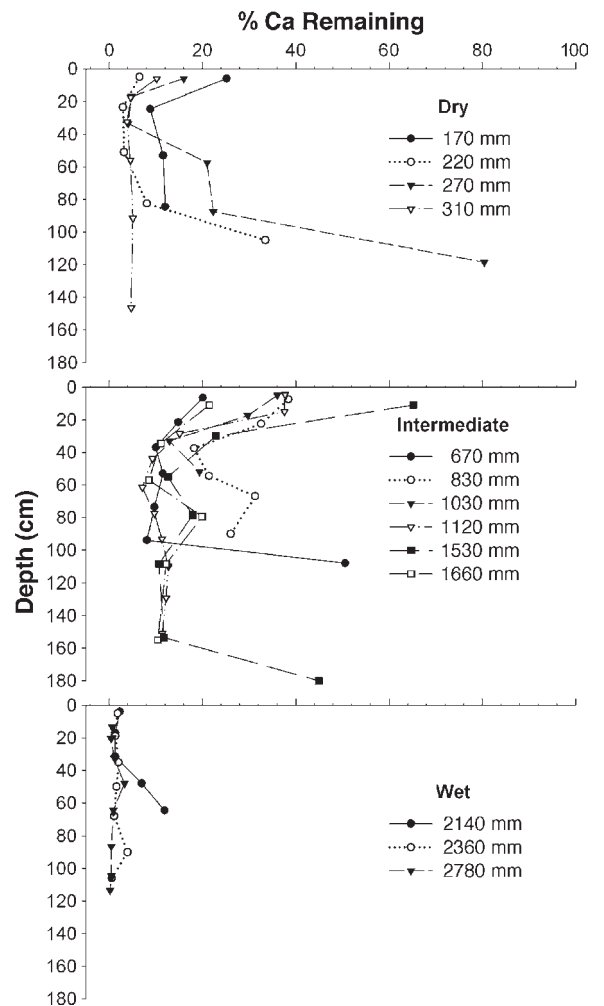 % Ca Remaining
0 20 40 60 80 100
0
20
40
60
80
100
120
140
160
180
Dry
170 mm
220 mm
270 mm
310 mm
Depth (cm)
0
20
40
60
80
100
120
140
160
180
Intermediate
670 mm
830 mm
1030 mm
1120 mm
1530 mm
1660 mm
0
20
40
60
80
100
120
140
160
180
Wet
2140 mm
2360 mm
2780 mm